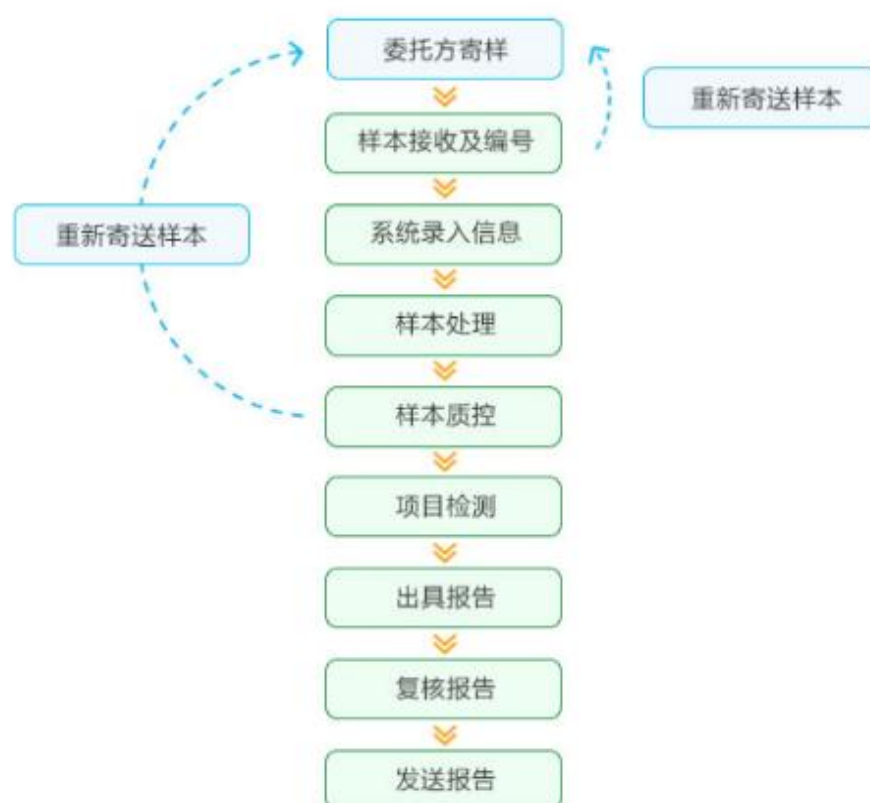 委托方寄样
重新寄送样本
样本接收及编号
重新寄送样本
系统录入信息
样本处理
样本质控
项目检测
出具报告
复核报告
发送报告